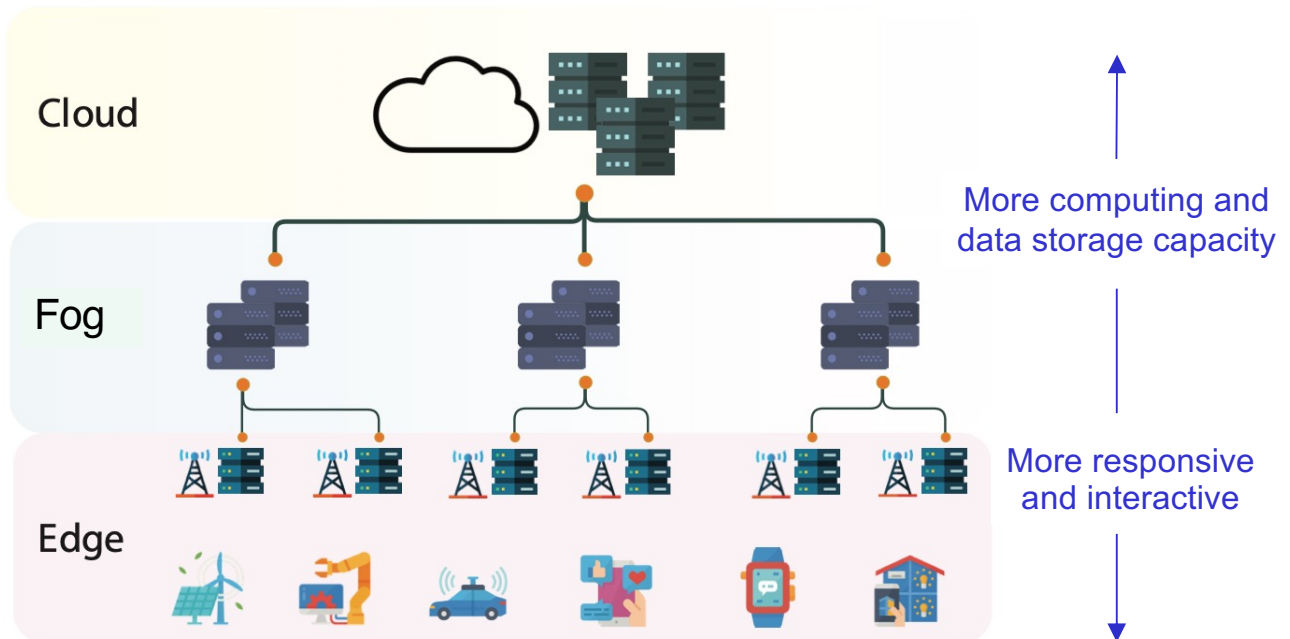 Cloud
More computing and
data storage capacity
Fog
More responsive
and interactive
Edge